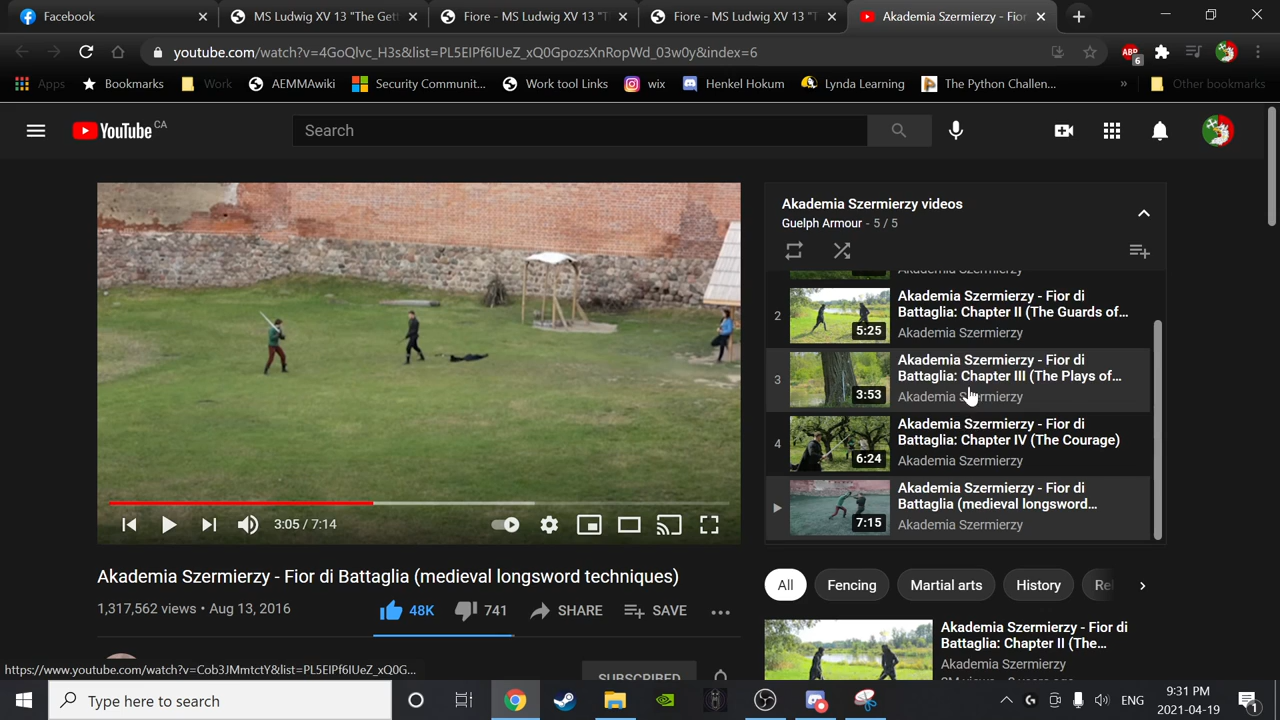 Facebook
MS Ludwig XV 13 "The Gett
Fiore - MS Ludwig XV 13 "T
Fiore - MS Ludwig XV 13 "T
Akademia Szermierzy - Fior
youtube.com/watch?v=4GoQlvc_H3s&list=PL5EIPf6IUeZ_xQ0GpozsXnRopWd_03w0y&index=6
ABP
6
Apps
Bookmarks
Work
AEMMAwiki
Security Communit...
Work tool Links
wix
Henkel Hokum
Lynda Learning
The Python Challen...
»
Other bookmarks
YouTube CA
Search
Akademia Szermierzy videos
Guelph Armour - 5 / 5
Akademia Szermierzy
2
5:25
Akademia Szermierzy - Fior di
Battaglia: Chapter II (The Guards of...
Akademia Szermierzy
3
3:53
Akademia Szermierzy - Fior di
Battaglia: Chapter III (The Plays of...
Akademia Szermierzy
4
6:24
Akademia Szermierzy - Fior di
Battaglia: Chapter IV (The Courage)
Akademia Szermierzy
7:15
Akademia Szermierzy - Fior di
Battaglia (medieval longsword...
Akademia Szermierzy
3:05 / 7:14
Akademia Szermierzy - Fior di Battaglia (medieval longsword techniques)
1,317,562 views • Aug 13, 2016
48K
741
SHARE
SAVE
All
Fencing
Martial arts
History
Rel
Akademia Szermierzy - Fior di
Battaglia: Chapter II (The...
Akademia Szermierzy
SUBSCRIBED
https://www.youtube.com/watch?v=Cob3JMmtctY&list=PL5EIPf6IUeZ_xQ0G...
Type here to search
ENG
9:31 PM
2021-04-19
1